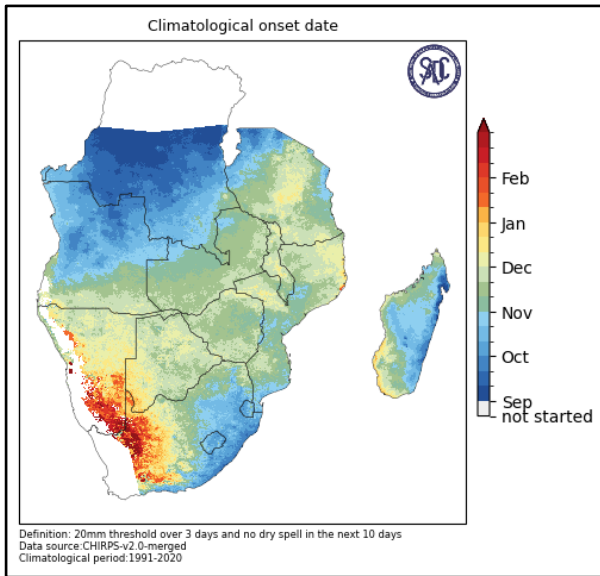 Climatological onset date
SADC
Feb
Jan
Dec
Nov
Oct
Sep
not started
Definition: 20mm threshold over 3 days and no dry spell in the next 10 days
Data source:CHIRPS-v2.0-merged
Climatological period:1991-2020